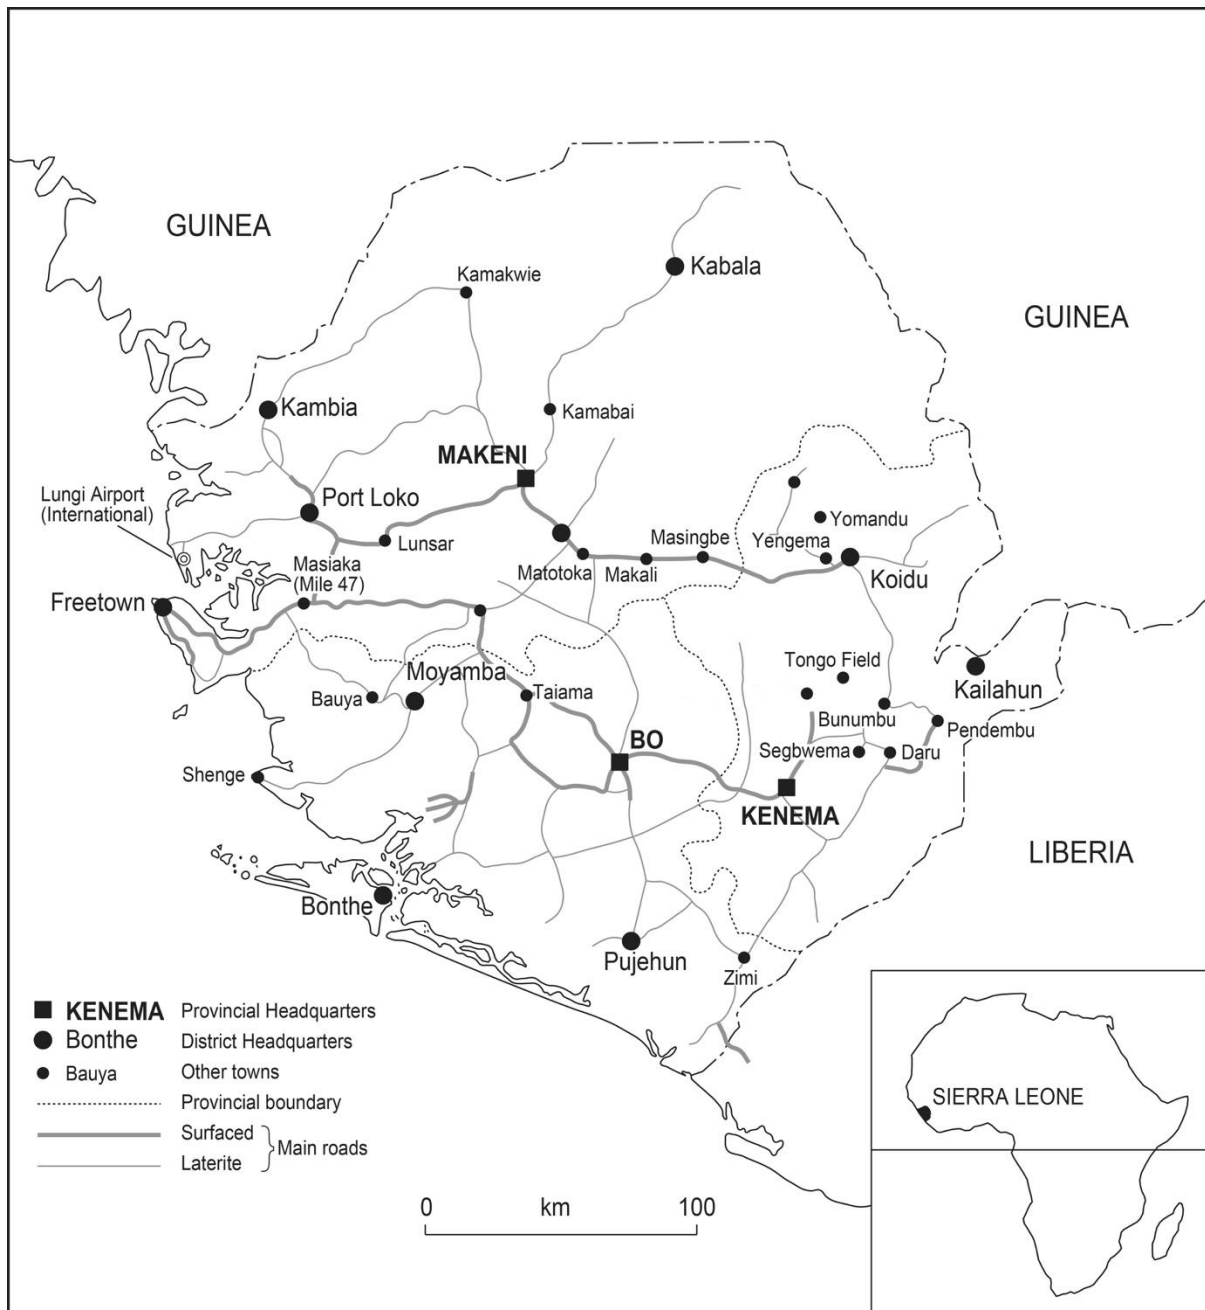 GUINEA
Kabala
Kamakwie
GUINEA
Kambia
Kamabai
MAKENI
Lungi Airport
(International)
Port Loko
Yomandu
Lunsar
Masingbe
Yengema
Matotoka
Makali
Koidu
Masiaka
(Mile 47)
Freetown
Tongo Field
Kailahun
Moyamba
Bauya
Taiama
Bunumbu
Pendembu
BO
Segbwema
Daru
Shenge
KENEMA
LIBERIA
Bonthe
Pujehun
Zimi
KENEMA Provincial Headquarters
Bonthe District Headquarters
Bauya Other towns
Provincial boundary
Surfaced
Main roads
Laterite
0 km 100
SIERRA LEONE